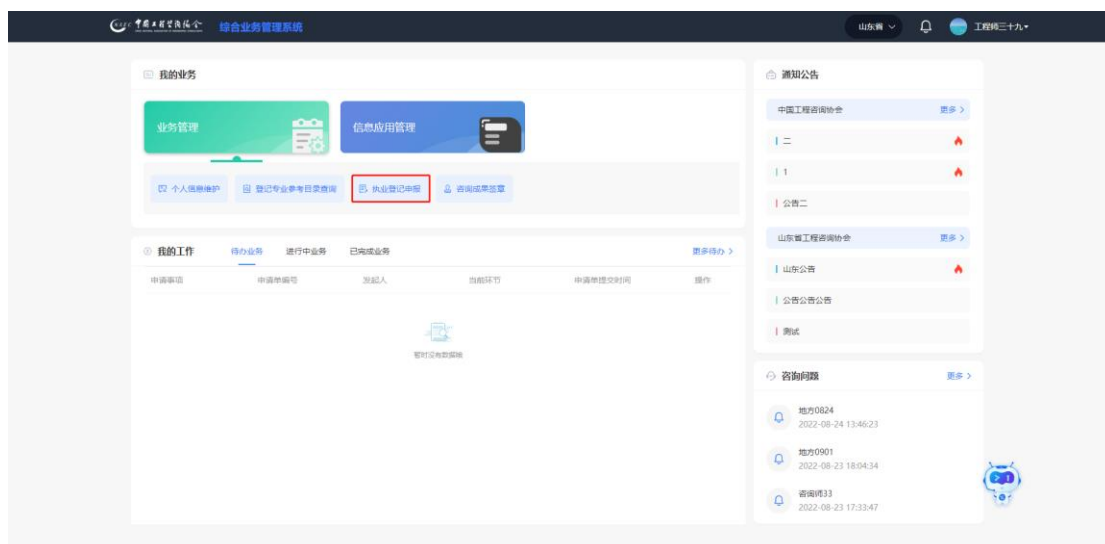 中国工程咨询协会 综合业务管理系统 山东省 工程师三十九
我的业务
业务管理 信息应用管理
个人信息维护 登记专业参考目录查询 执业登记申报 咨询成果签章
我的工作 待办业务 进行中业务 已完成业务 更多待办 >
申请事项 申请单编号 发起人 当前环节 申请单提交时间 操作
暂时没有数据哦
通知公告
中国工程咨询协会 更多 >
二
1
公告二
山东省工程咨询协会 更多 >
山东公告
公告公告公告
测试
咨询问题 更多 >
地方0824
2022-08-24 13:46:23
地方0901
2022-08-23 18:04:34
咨询师33
2022-08-23 17:33:47